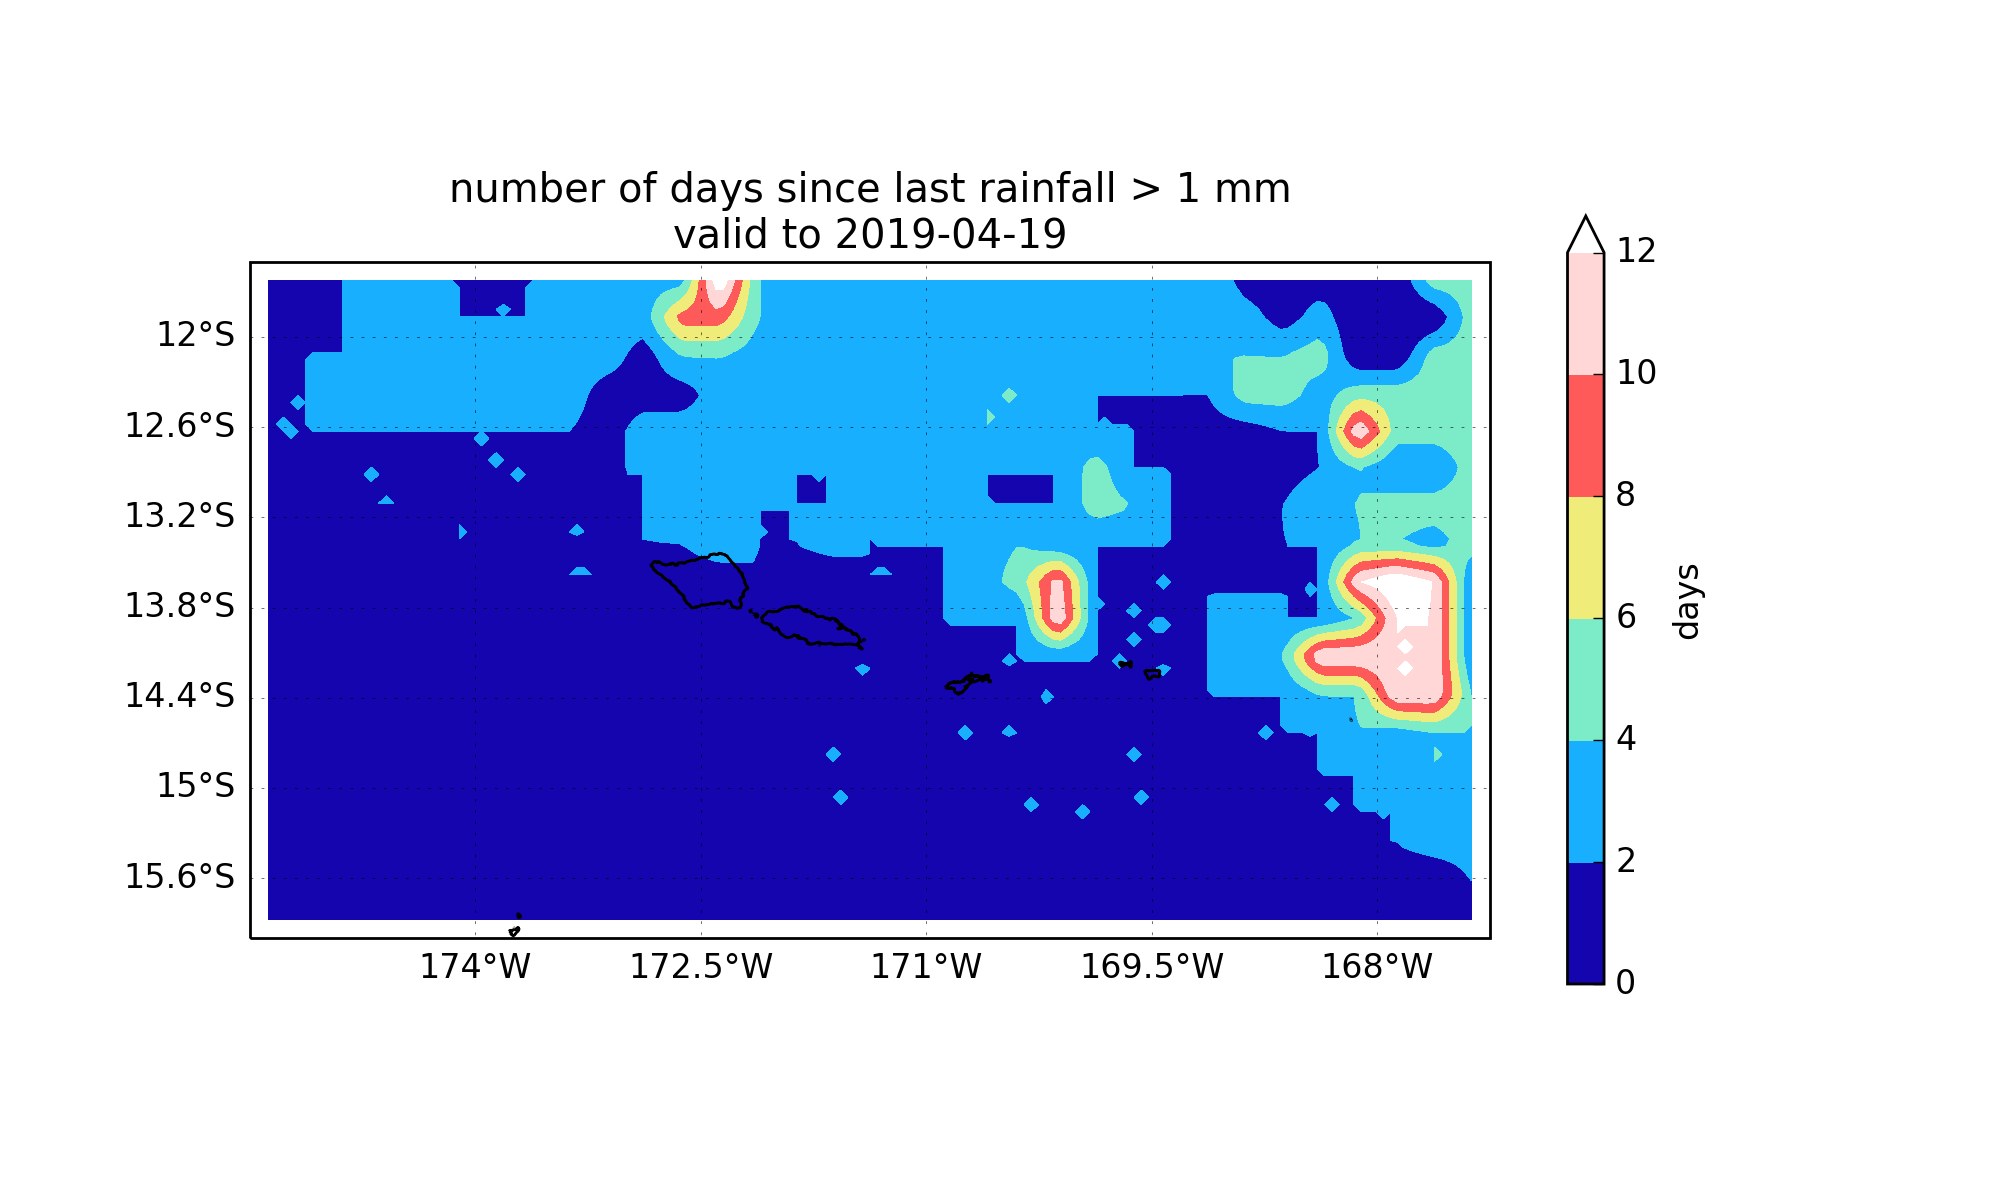 number of days since last rainfall > 1 mm
valid to 2019-04-19
12°S
12.6°S
13.2°S
13.8°S
14.4°S
15°S
15.6°S
174°W
172.5°W
171°W
169.5°W
168°W
12
10
8
6
4
2
0
days